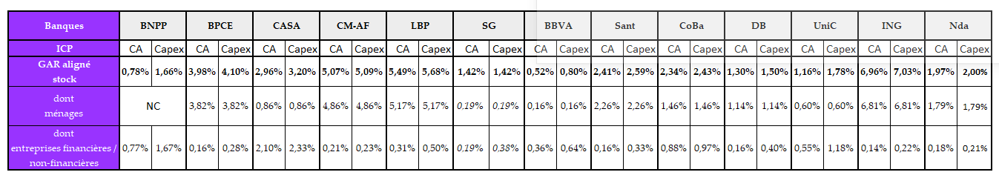 Banques BNPP BPCE CASA CM-AF LBP SG BBVA Sant CoBa DB UniC ING Nda
ICP CA Capex CA Capex CA Capex CA Capex CA Capex CA Capex CA Capex CA Capex CA Capex CA Capex CA Capex CA Capex CA Capex
GAR aligné
stock
0,78% 1,66% 3,98% 4,10% 2,96% 3,20% 5,07% 5,09% 5,49% 5,68% 1,42% 1,42% 0,52% 0,80% 2,41% 2,59% 2,34% 2,43% 1,30% 1,50% 1,16% 1,78% 6,96% 7,03% 1,97% 2,00%
dont
ménages
NC 3,82% 3,82% 0,86% 0,86% 4,86% 4,86% 5,17% 5,17% 0.19% 0.19% 0,16% 0,16% 2,26% 2,26% 1,46% 1,46% 1,14% 1,14% 0,60% 0,60% 6,81% 6,81% 1,79% 1,79%
dont
entreprises financières /
non-financières
0,77% 1,67% 0,16% 0,28% 2,10% 2,33% 0,21% 0,23% 0,31% 0,50% 0.19% 0.38% 0,36% 0,64% 0,16% 0,33% 0,88% 0,97% 0,16% 0,40% 0,55% 1,18% 0,14% 0,22% 0,18% 0,21%